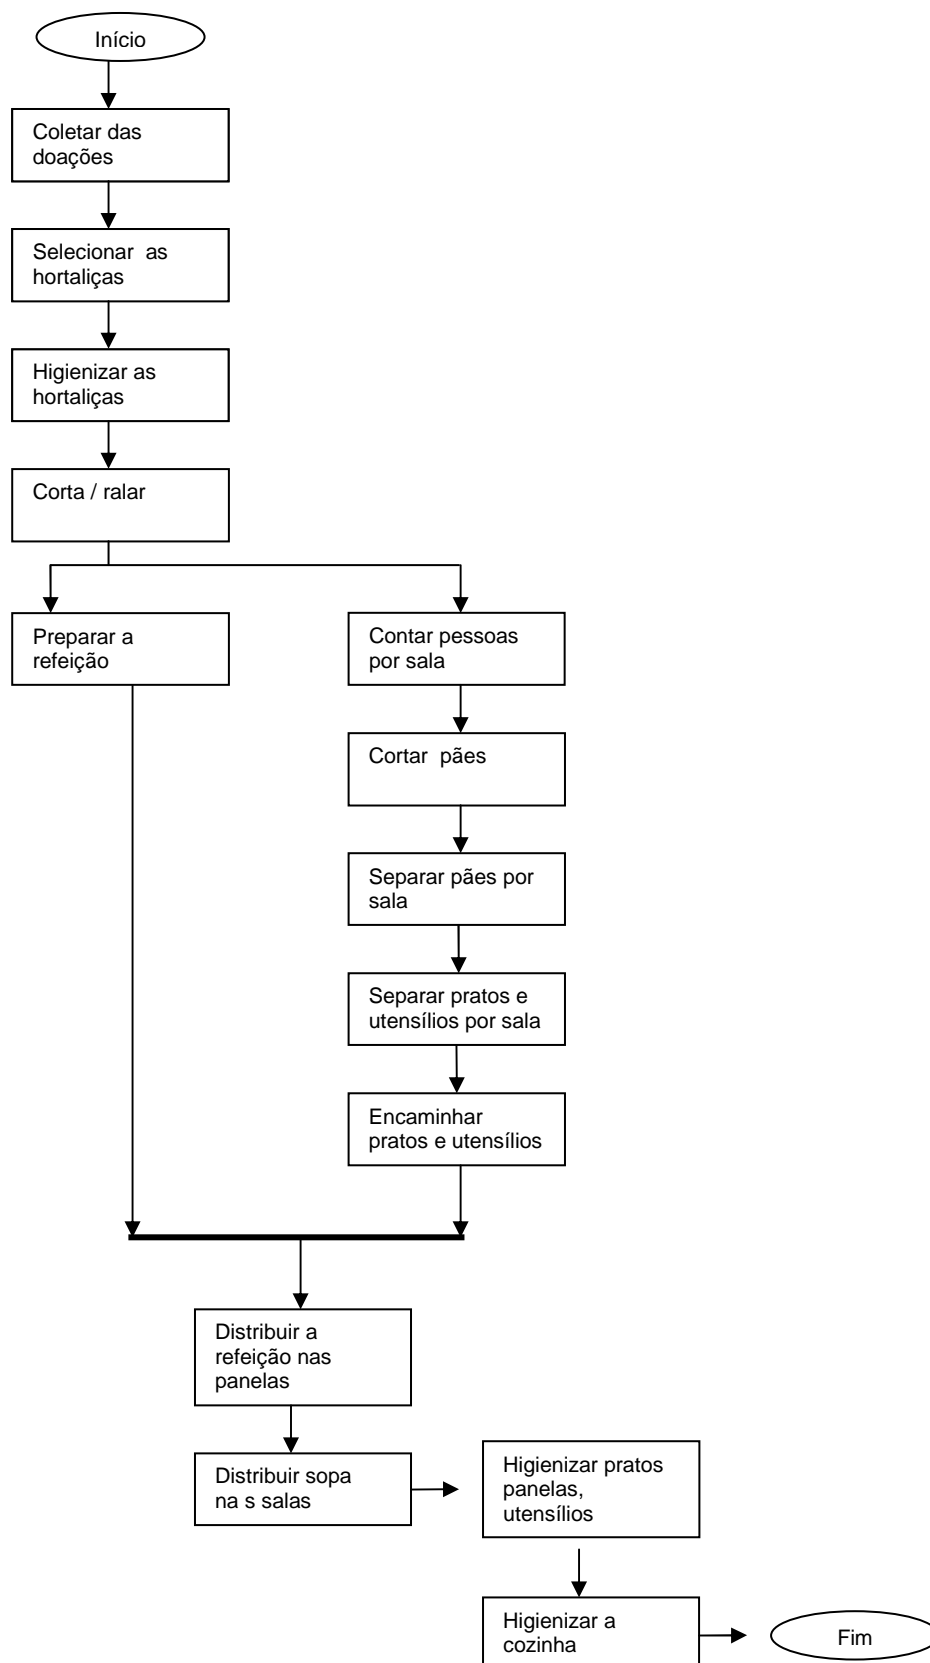 Início
Coletar das
doações
Selecionar as
hortaliças
Higienizar as
hortaliças
Corta / ralar
Preparar a
refeição
Contar pessoas
por sala
Cortar pães
Separar pães por
sala
Separar pratos e
utensílios por sala
Encaminhar
pratos e utensílios
Distribuir a
refeição nas
panelas
Distribuir sopa
na s salas
Higienizar pratos
panelas,
utensílios
Higienizar a
cozinha
Fim